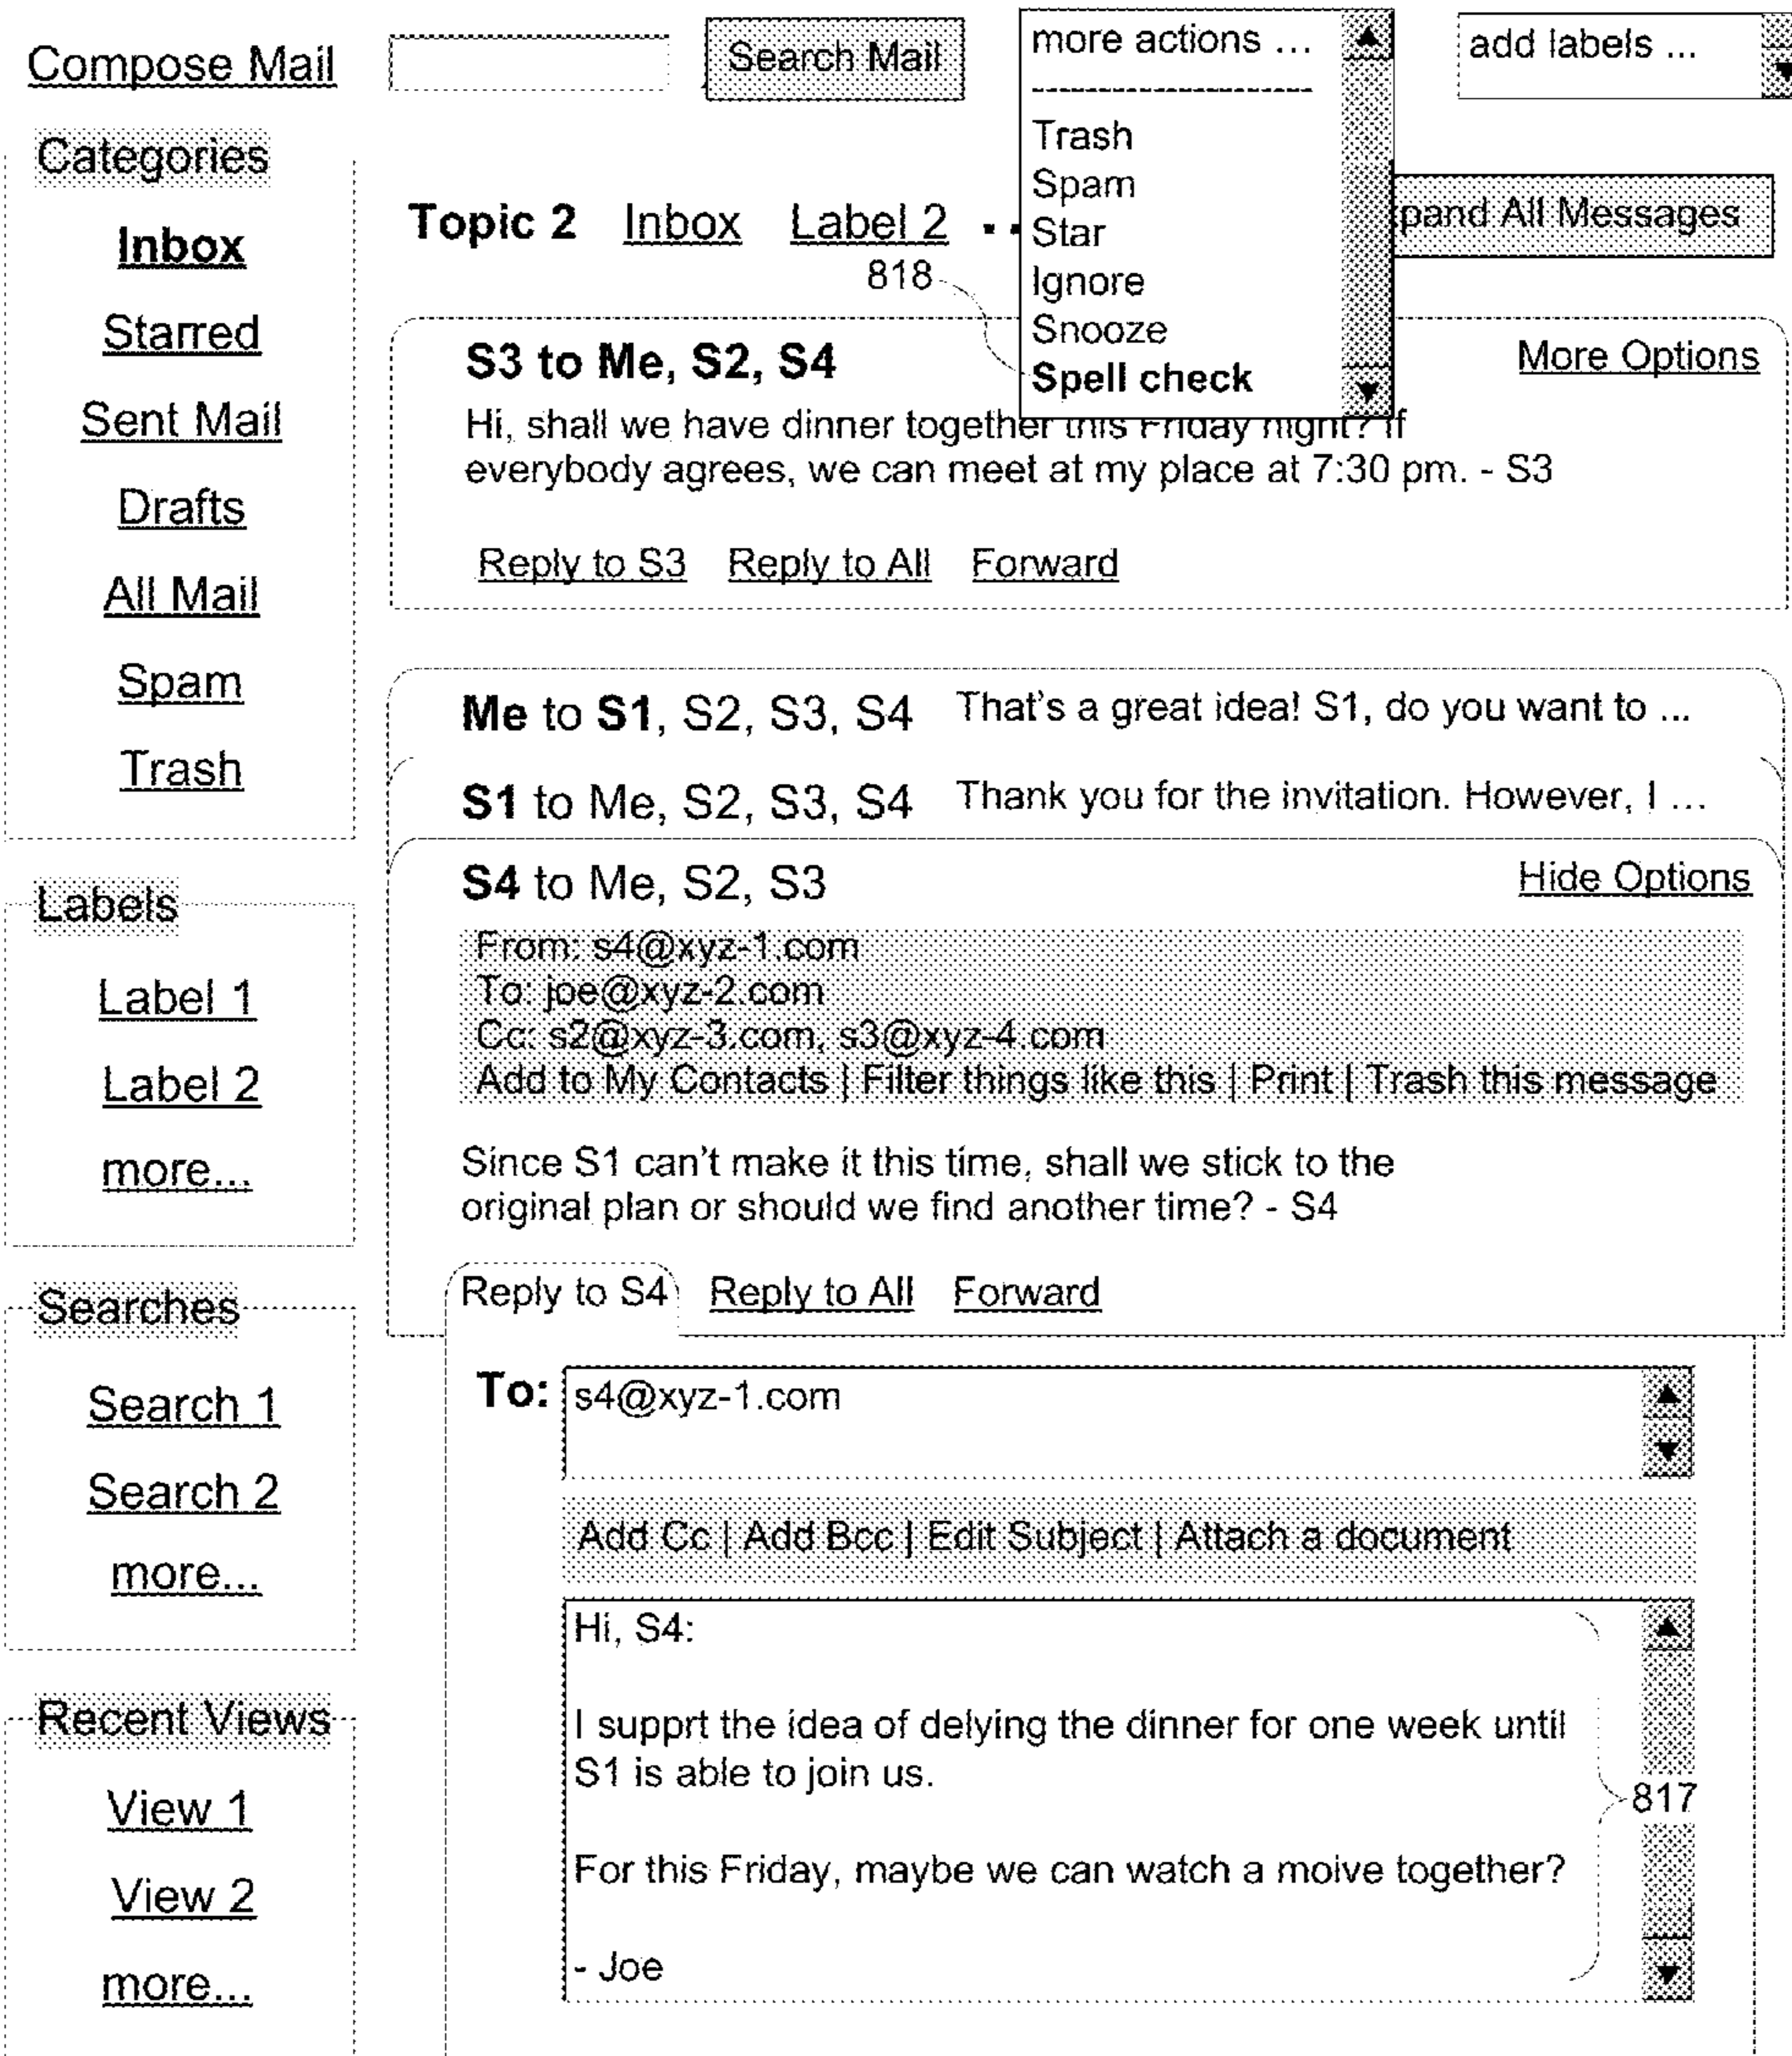 Compose Mail
Search Mail
more actions ...
add labels ...
--------------------
Trash
Spam
Star
Ignore
Snooze
Spell check
Categories
Inbox
Starred
Sent Mail
Drafts
All Mail
Spam
Trash
Labels
Label 1
Label 2
more...
Searches
Search 1
Search 2
more...
Recent Views
View 1
View 2
more...
Topic 2 Inbox Label 2 ..
pand All Messages
818
S3 to Me, S2, S4
More Options
Hi, shall we have dinner together this Friday night? If
everybody agrees, we can meet at my place at 7:30 pm. - S3
Reply to S3 Reply to All Forward
Me to S1, S2, S3, S4 That's a great idea! S1, do you want to ...
S1 to Me, S2, S3, S4 Thank you for the invitation. However, I ...
S4 to Me, S2, S3
Hide Options
From: s4@xyz-1.com
To: joe@xyz-2.com
Cc: s2@xyz-3.com, s3@xyz-4.com
Add to My Contacts | Filter things like this | Print | Trash this message
Since S1 can't make it this time, shall we stick to the
original plan or should we find another time? - S4
Reply to S4 Reply to All Forward
To: s4@xyz-1.com
Add Cc | Add Bcc | Edit Subject | Attach a document
Hi, S4:
I supprt the idea of delying the dinner for one week until
S1 is able to join us.
817
For this Friday, maybe we can watch a moive together?
- Joe